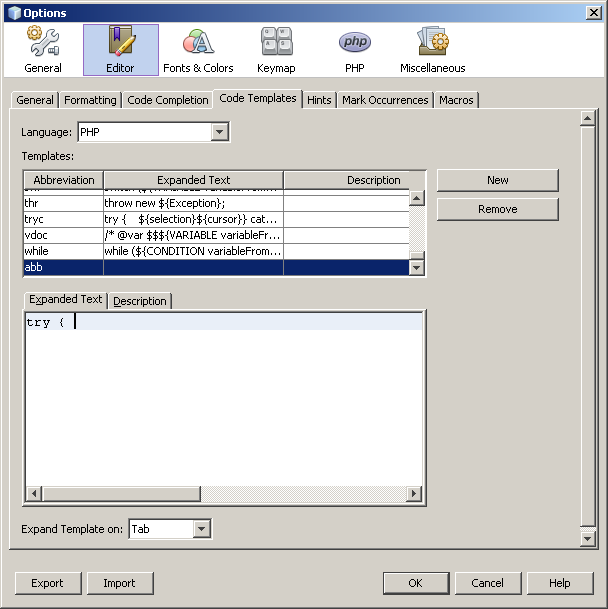 Options
General
Editor
Fonts & Colors
Keymap
php
PHP
Miscellaneous
General Formatting Code Completion Code Templates Hints Mark Occurrences Macros
Language: PHP
Templates:
Abbreviation Expanded Text Description
thr throw new ${Exception};
tryc try {    ${selection}${cursor}} cat...
vdoc /* @var $$${VARIABLE variableFr...
while while (${CONDITION variableFrom...
abb
New
Remove
Expanded Text Description
try {
Expand Template on: Tab
Export Import OK Cancel Help